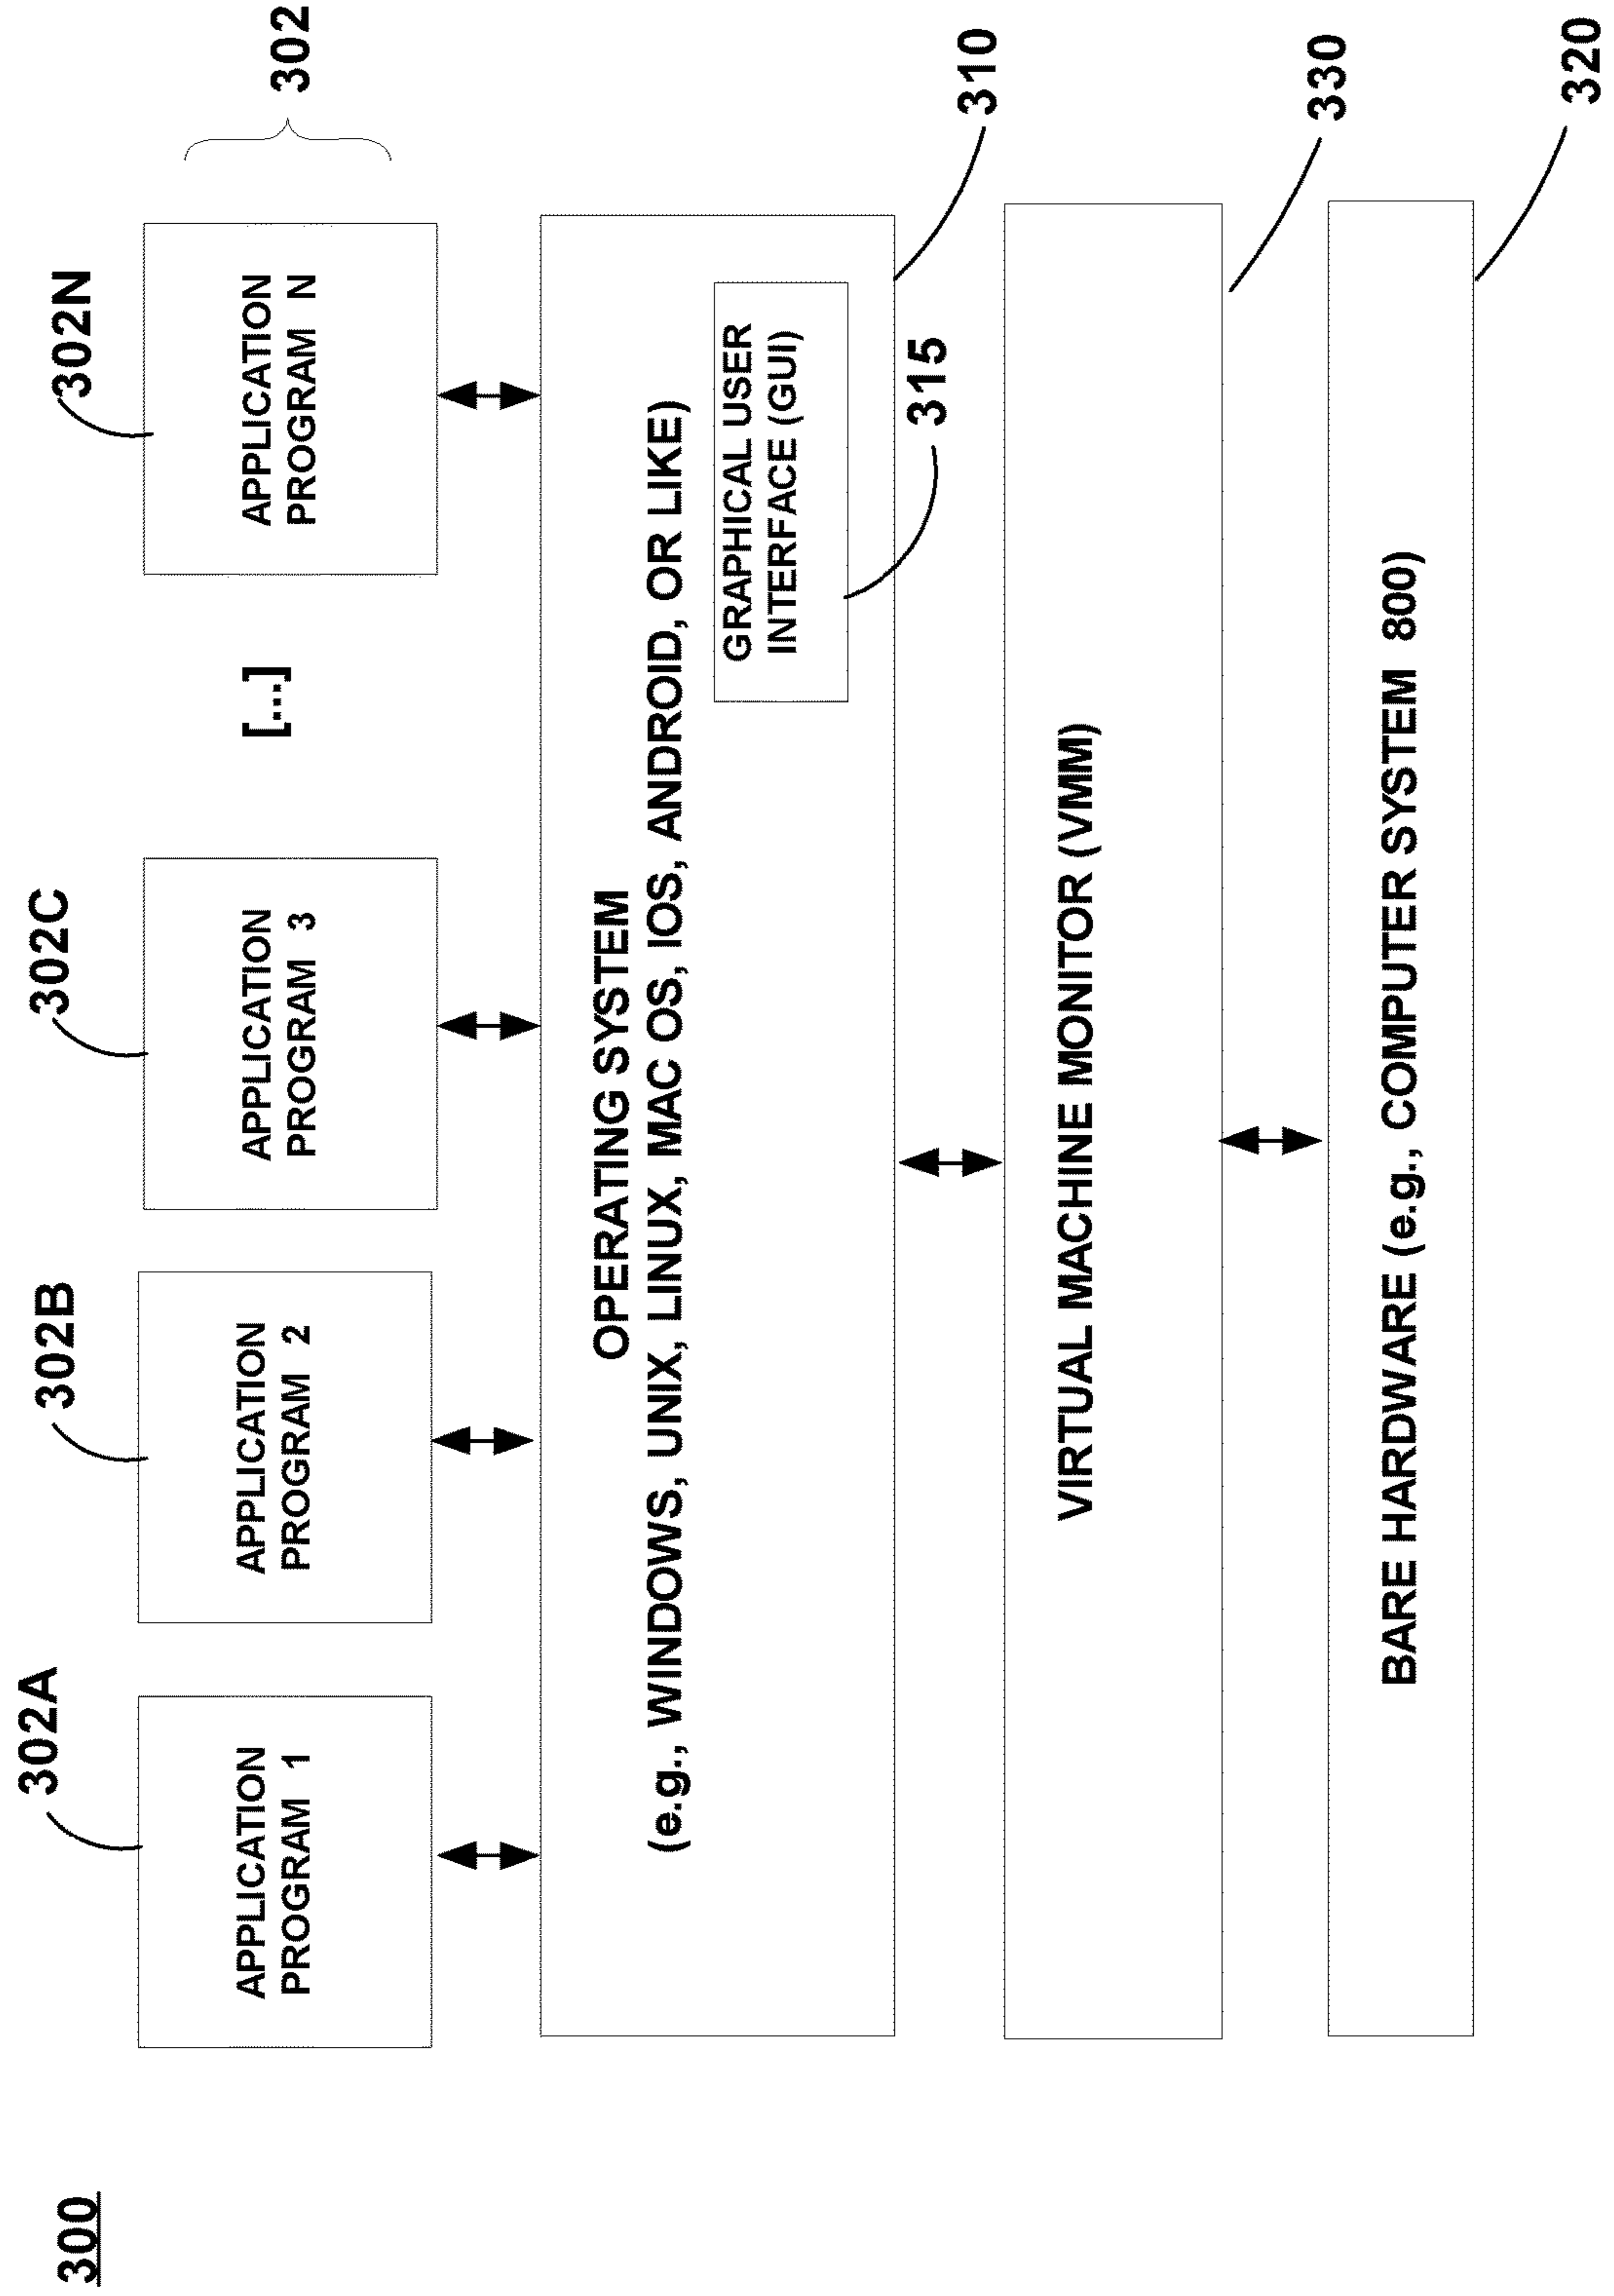 300
302A
302B
302C
302N
302
APPLICATION
PROGRAM 1
APPLICATION
PROGRAM 2
APPLICATION
PROGRAM 3
[...]
APPLICATION
PROGRAM N
OPERATING SYSTEM
(e.g., WINDOWS, UNIX, LINUX, MAC OS, IOS, ANDROID, OR LIKE)
GRAPHICAL USER
INTERFACE (GUI)
315
310
VIRTUAL MACHINE MONITOR (VMM)
330
BARE HARDWARE (e.g., COMPUTER SYSTEM 800)
320